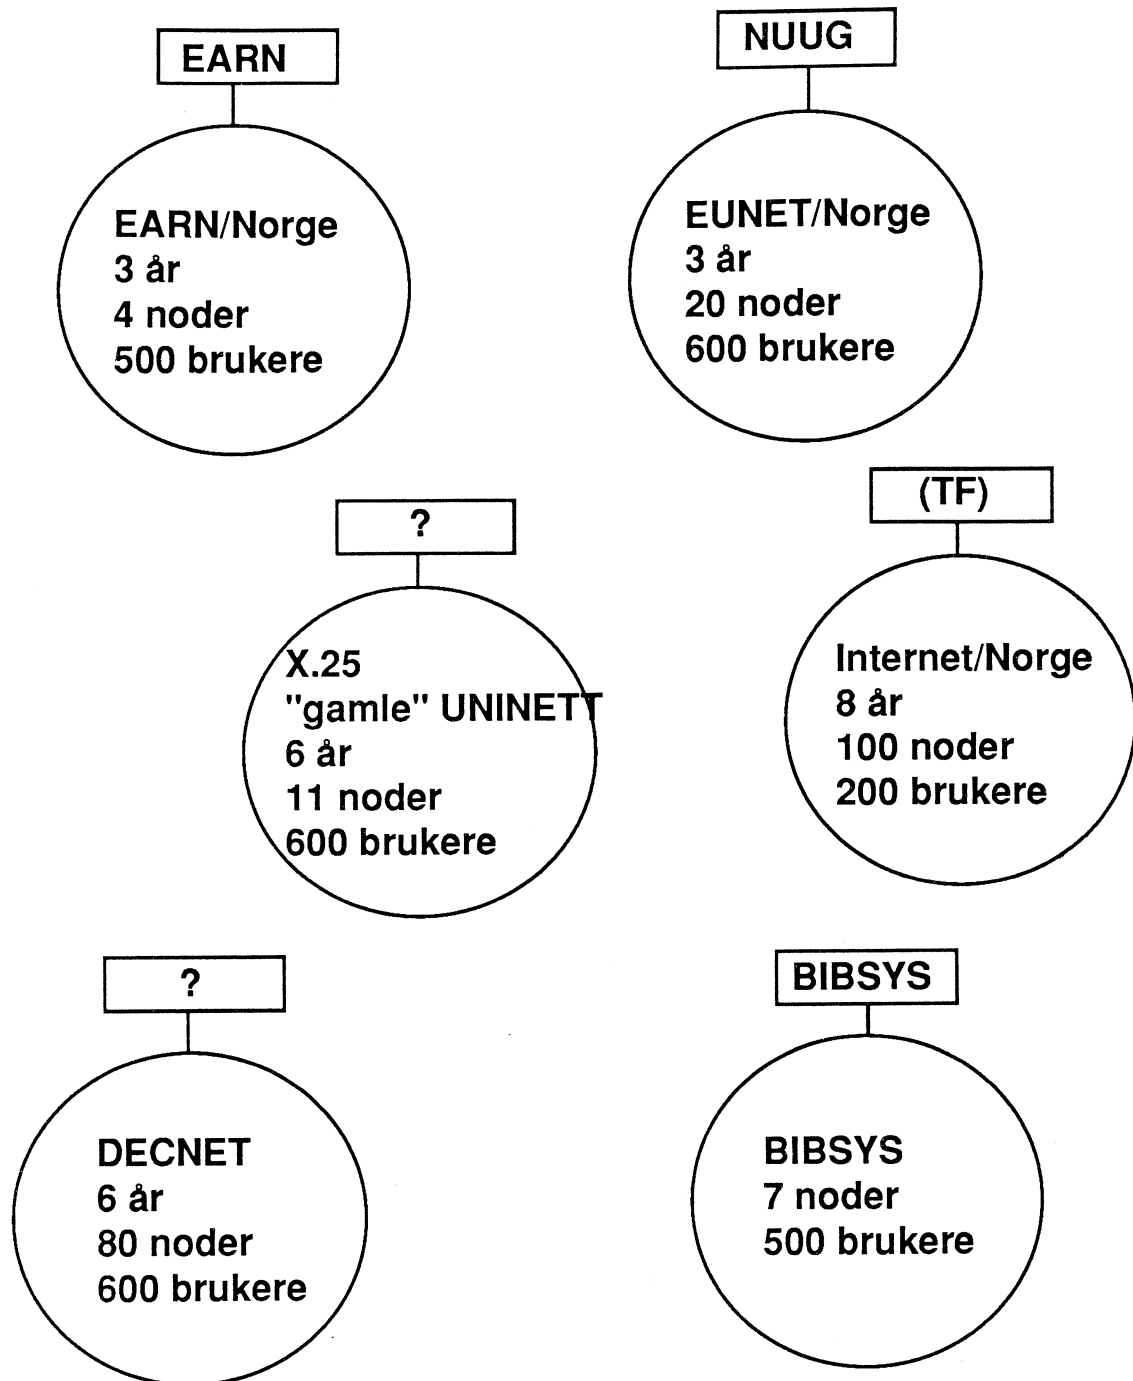 EARN
EARN/Norge
3 år
4 noder
500 brukere
NUUG
EUNET/Norge
3 år
20 noder
600 brukere
?
X.25
"gamle" UNINETT
6 år
11 noder
600 brukere
(TF)
Internet/Norge
8 år
100 noder
200 brukere
?
DECNET
6 år
80 noder
600 brukere
BIBSYS
BIBSYS
7 noder
500 brukere